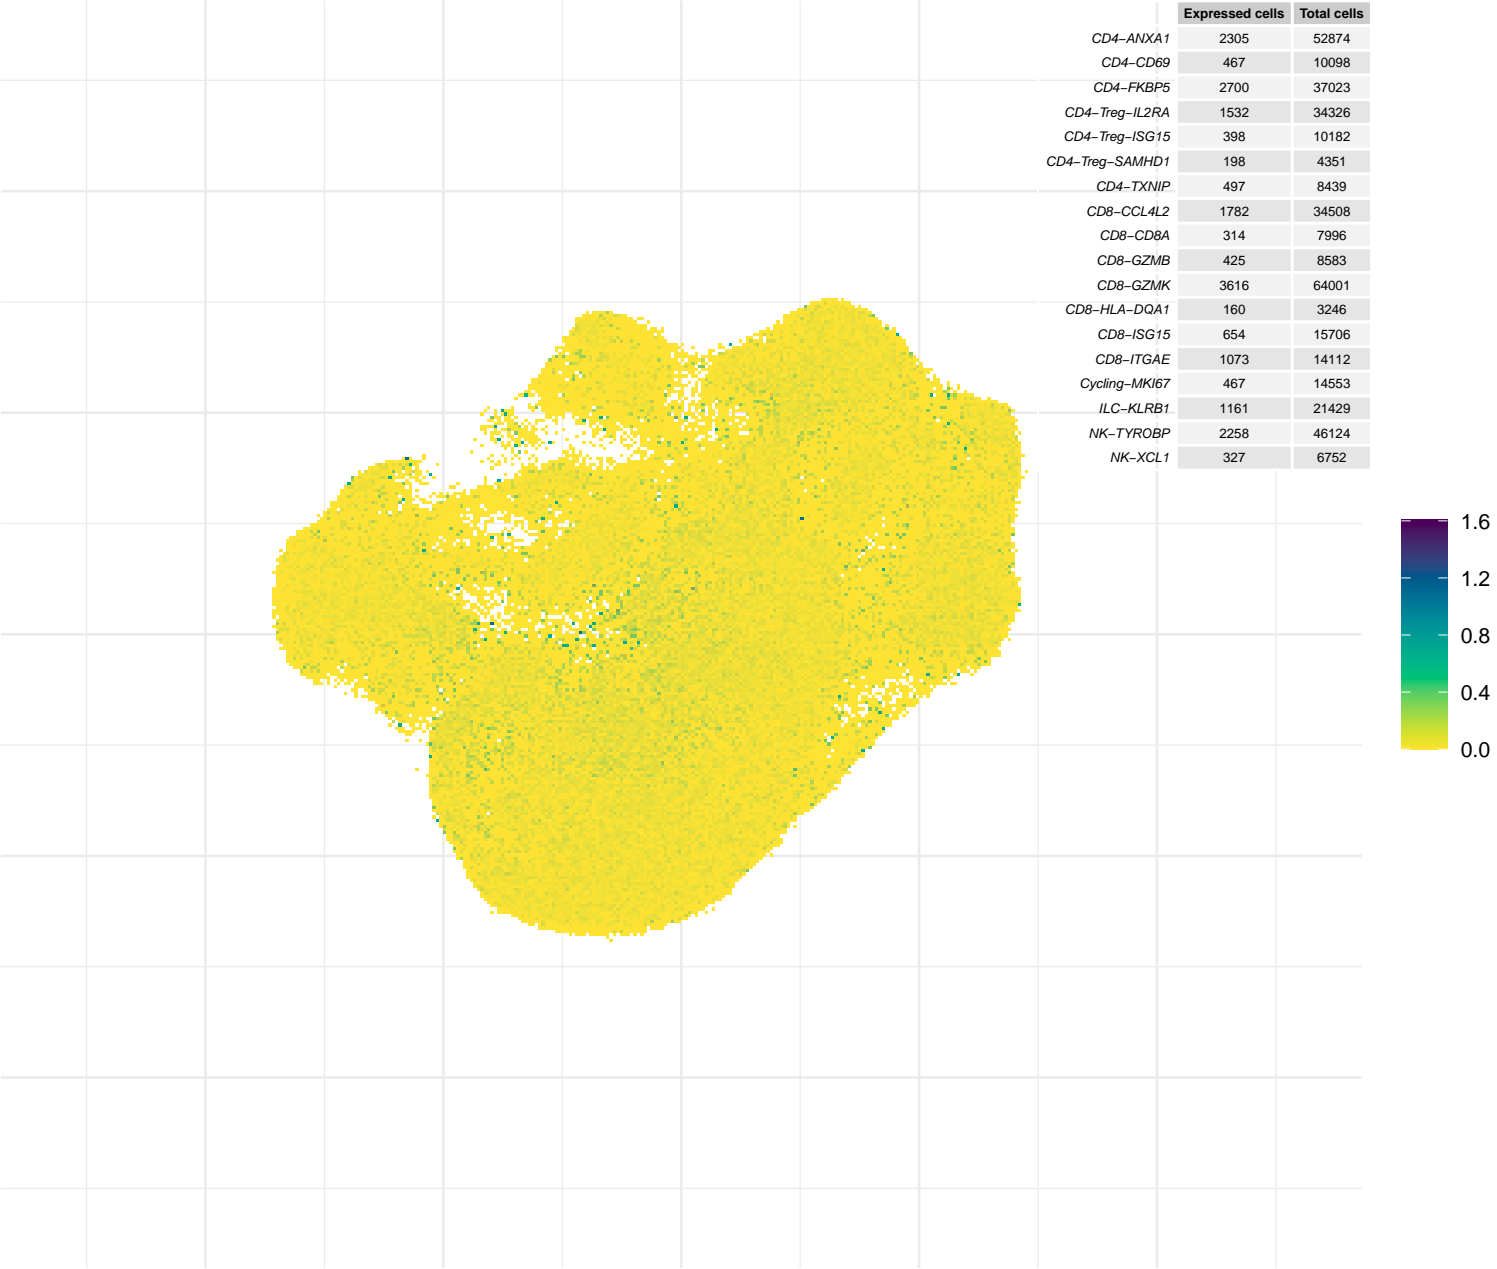 Expressed cells Total cells
CD4−ANXA1 2305 52874
CD4−CD69 467 10098
CD4−FKBP5 2700 37023
CD4−Treg−IL2RA 1532 34326
CD4−Treg−ISG15 398 10182
CD4−Treg−SAMHD1 198 4351
CD4−TXNIP 497 8439
CD8−CCL4L2 1782 34508
CD8−CD8A 314 7996
CD8−GZMB 425 8583
CD8−GZMK 3616 64001
CD8−HLA−DQA1 160 3246
CD8−ISG15 654 15706
CD8−ITGAE 1073 14112
Cycling−MKI67 467 14553
ILC−KLRB1 1161 21429
NK−TYROBP 2258 46124
NK−XCL1 327 6752
1.6
1.2
0.8
0.4
0.0